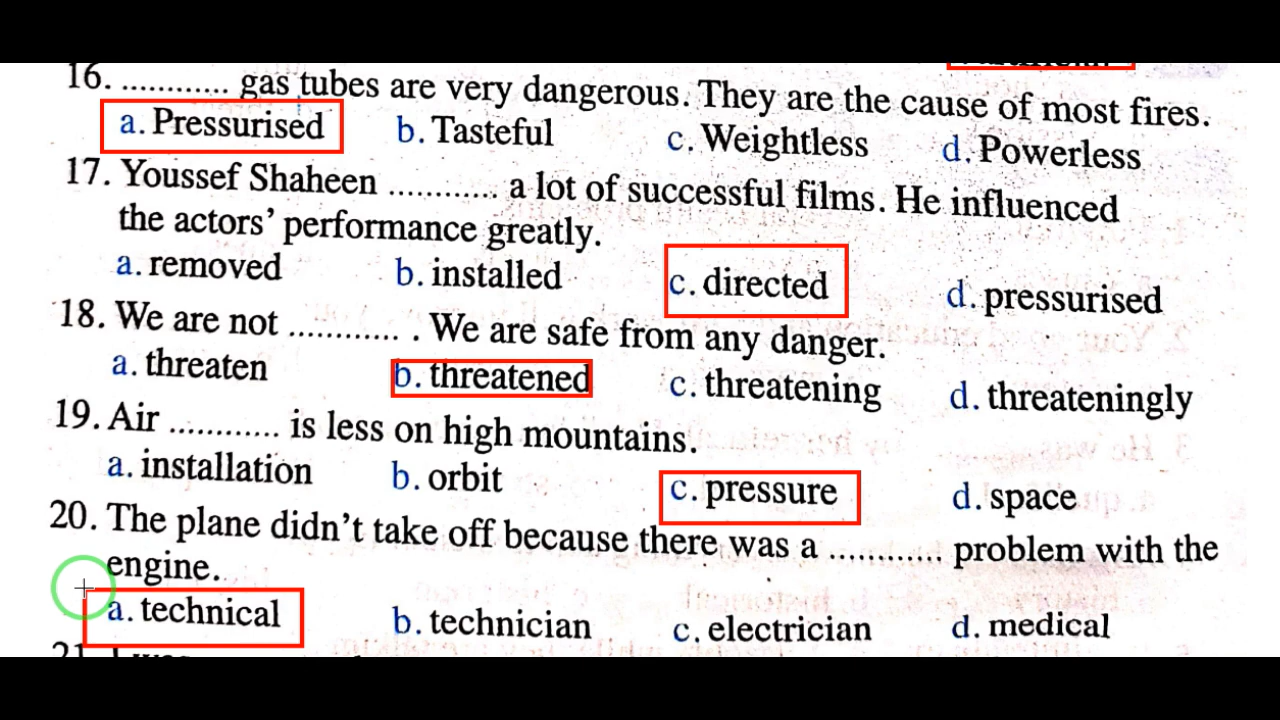 16. ............ gas tubes are very dangerous. They are the cause of most fires.
a. Pressurised b. Tasteful c. Weightless d. Powerless
17. Youssef Shaheen ............ a lot of successful films. He influenced
the actors' performance greatly.
a. removed b. installed c. directed d. pressurised
18. We are not ............ . We are safe from any danger.
a. threaten b. threatened c. threatening d. threateningly
19. Air ............ is less on high mountains.
a. installation b. orbit c. pressure d. space
20. The plane didn't take off because there was a ............ problem with the
engine.
a. technical b. technician c. electrician d. medical